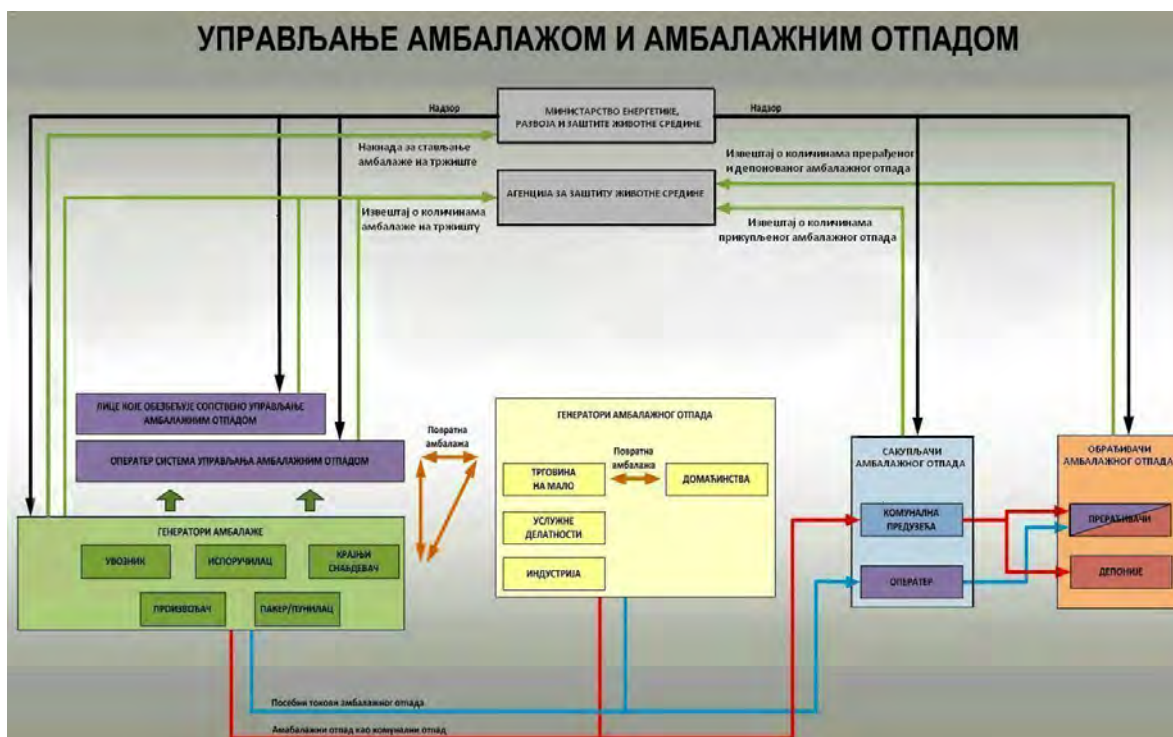 УПРАВЉАЊЕ АМБАЛАЖОМ И АМБАЛАЖНИМ ОТПАДОМ
Надзор
МИНИСТАРСТВО ЕНЕРГЕТИКЕ,
РАЗВОЈА И ЗАШТИТЕ ЖИВОТНЕ СРЕДИНЕ
Надзор
Накнада за стављање
амбалаже на тржиште
Извештај о количинама прерађеног
и депонованог амбалажног отпада
АГЕНЦИЈА ЗА ЗАШТИТУ ЖИВОТНЕ СРЕДИНЕ
Извештај о количинама
амбалаже на тржишту
Извештај о количинама
прикупљеног амбалажног отпада
ЛИЦЕ КОЈЕ ОБЕЗБЕЂУЈЕ СОПСТВЕНО УПРАВЉАЊЕ
АМБАЛАЖНИМ ОТПАДОМ
ОПЕРАТЕР СИСТЕМА УПРАВЉАЊА АМБАЛАЖНИМ ОТПАДОМ
Повратна
амбалажа
ГЕНЕРАТОРИ АМБАЛАЖЕ
УВОЗНИК
ИСПОРУЧИЛАЦ
КРАЈЊИ
СНАБДЕВАЧ
ПРОИЗВОЂАЧ
ПАКЕР/ПУНИЛАЦ
ГЕНЕРАТОРИ АМБАЛАЖНОГ ОТПАДА
ТРГОВИНА
НА МАЛО
Повратна
амбалажа
ДОМАЋИНСТВА
УСЛУЖНЕ
ДЕЛАТНОСТИ
ИНДУСТРИЈА
САКУПЉАЧИ
АМБАЛАЖНОГ ОТПАДА
КОМУНАЛНА
ПРЕДУЗЕЋА
ОПЕРАТЕР
ОБРАЂИВАЧИ
АМБАЛАЖНОГ ОТПАДА
ПРЕРАЂИВАЧИ
ДЕПОНИЈЕ
Посебни токови амбалажног отпада
Амабалажни отпад као комунални отпад